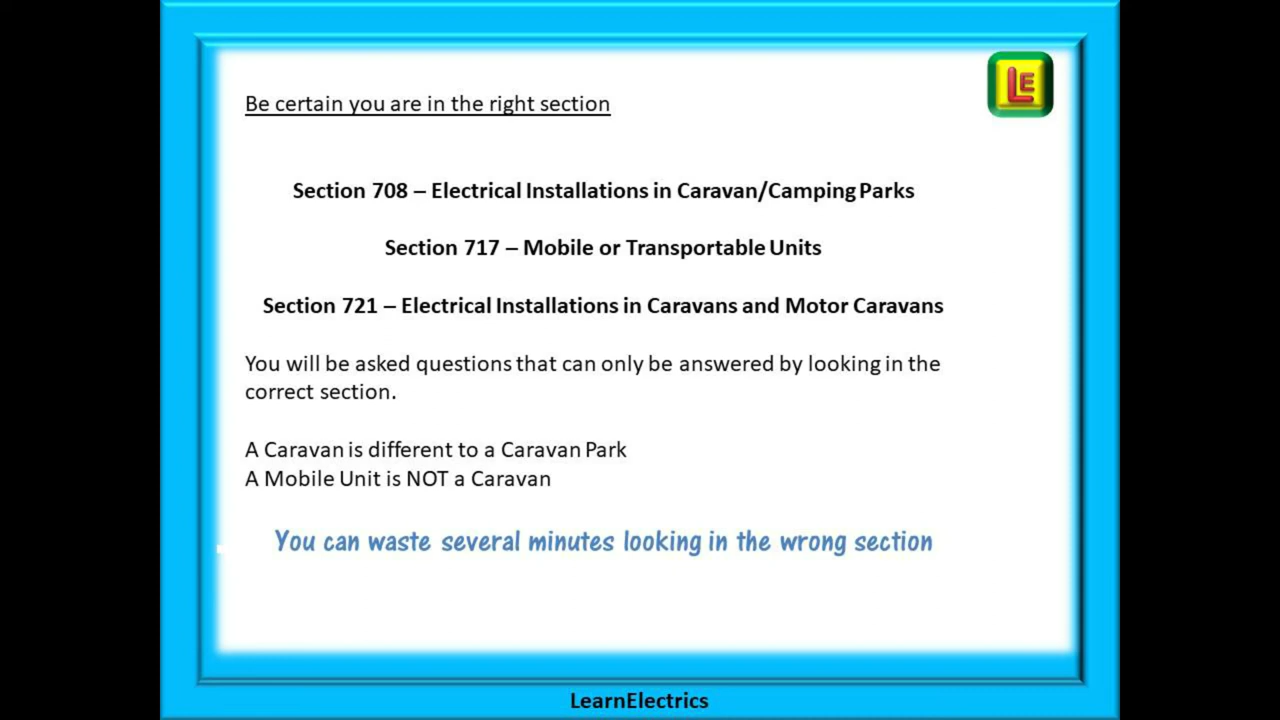 LE
Be certain you are in the right section
Section 708 – Electrical Installations in Caravan/Camping Parks
Section 717 – Mobile or Transportable Units
Section 721 – Electrical Installations in Caravans and Motor Caravans
You will be asked questions that can only be answered by looking in the
correct section.
A Caravan is different to a Caravan Park
A Mobile Unit is NOT a Caravan
You can waste several minutes looking in the wrong section
LearnElectrics